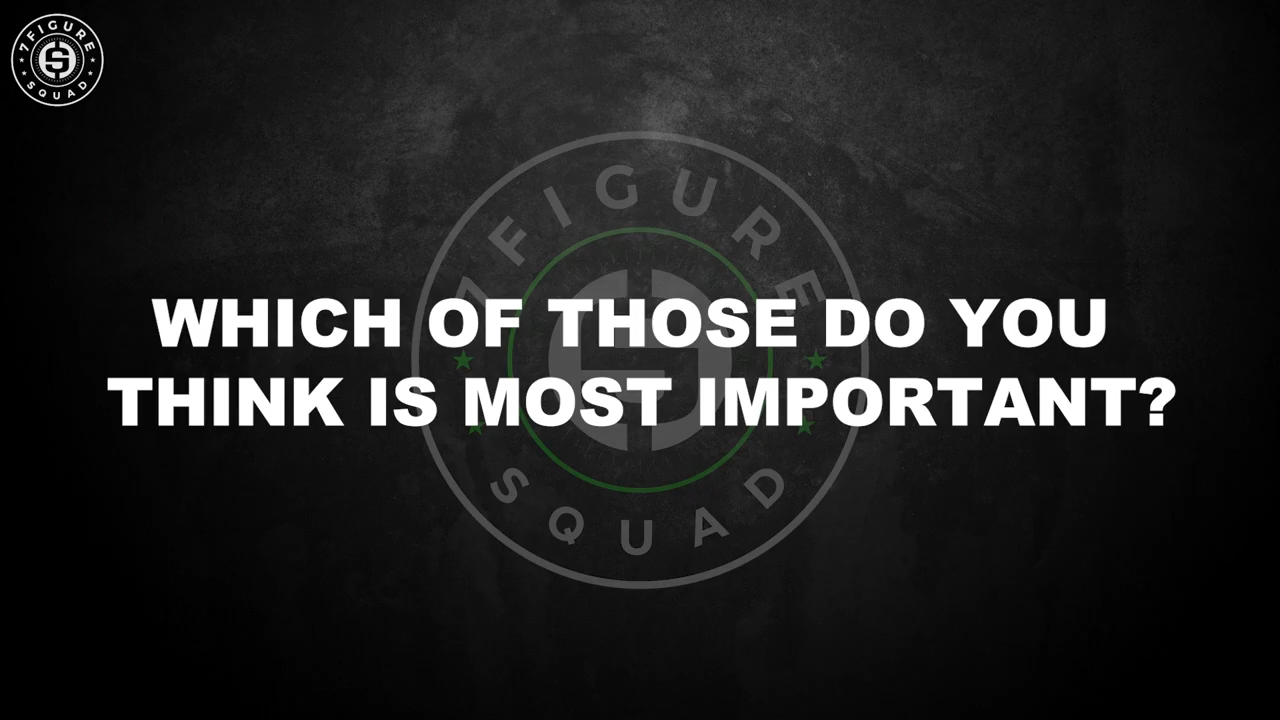 7FIGURE
SQUAD
7FIGURE
WHICH OF THOSE DO YOU
THINK IS MOST IMPORTANT?
SQUAD